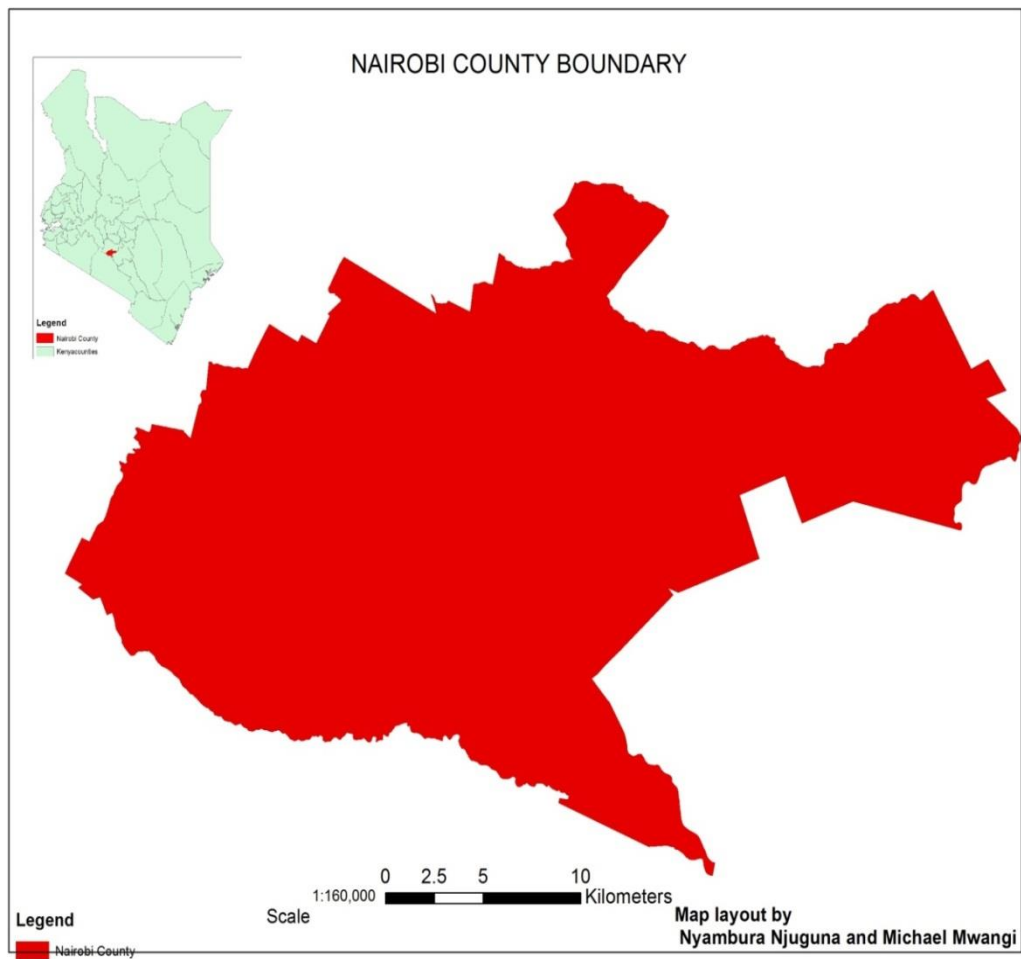 NAIROBI COUNTY BOUNDARY
Legend
Nairobi County
Kenyacounties
0 2.5 5 10
1:160,000 Kilometers
Scale
Legend
Nairobi County
Map layout by
Nyambura Njuguna and Michael Mwangi